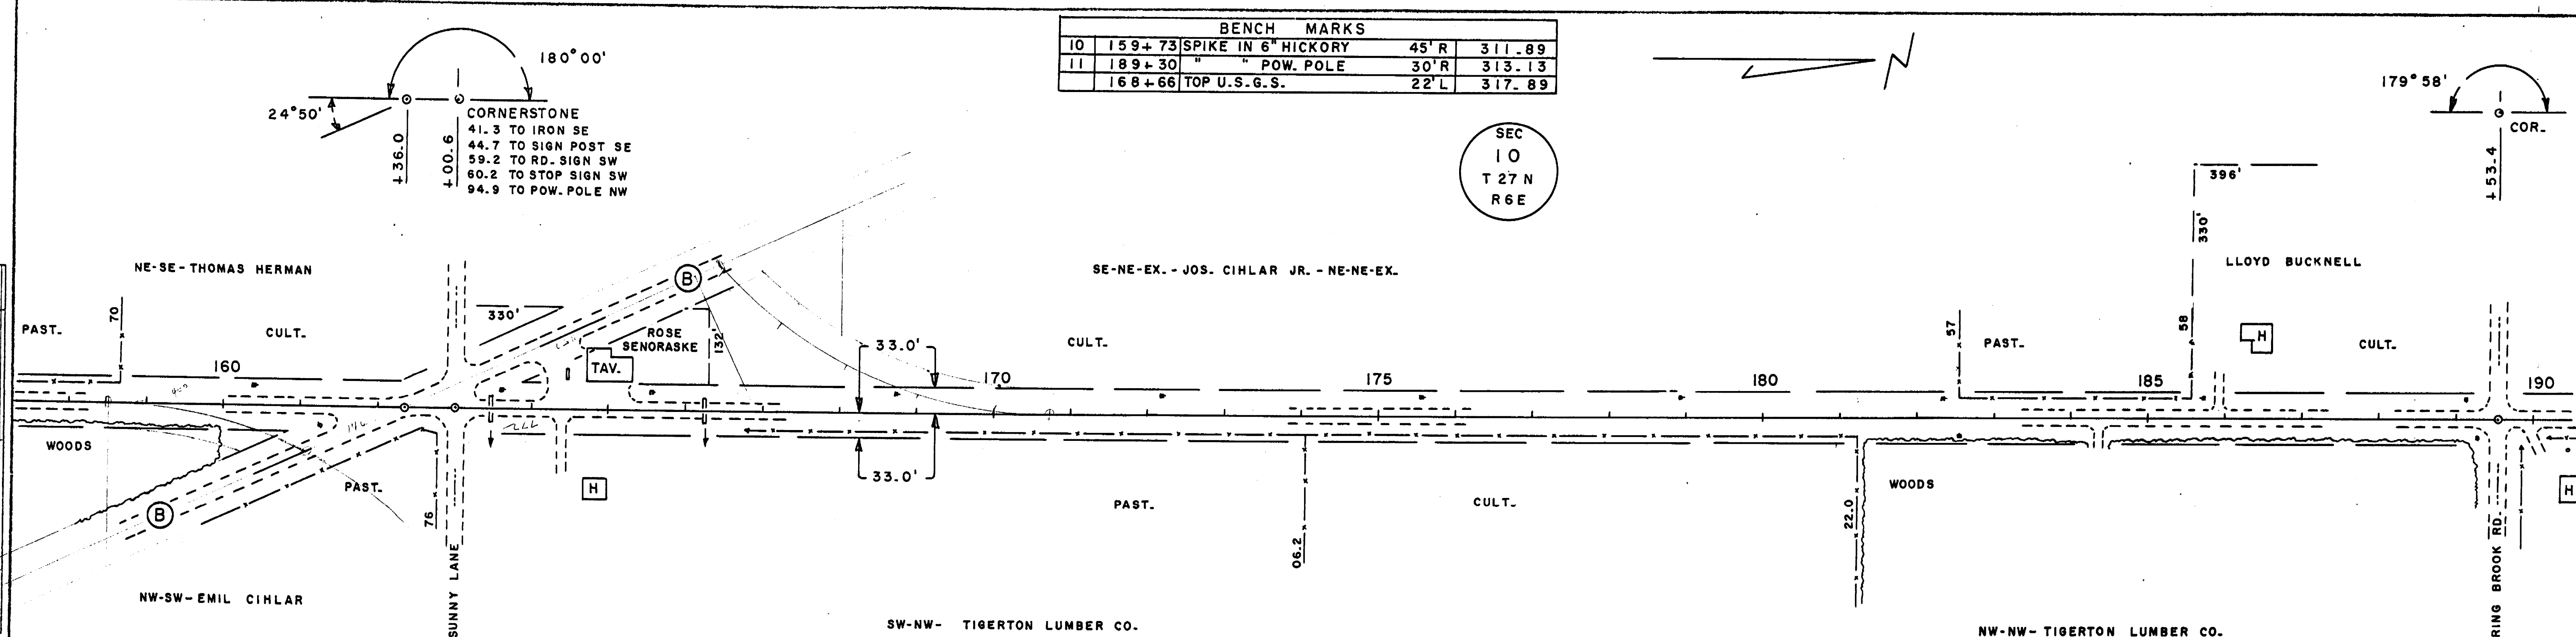 BENCH MARKS
10 159+73 SPIKE IN 6" HICKORY 45' R 311.89
11 189+30 " " POW. POLE 30' R 313.13
168+66 TOP U.S.G.S. 22' L 317.89
N
180°00'
24°50'
+36.0
+00.6
CORNERSTONE
41.3 TO IRON SE
44.7 TO SIGN POST SE
59.2 TO RD. SIGN SW
60.2 TO STOP SIGN SW
94.9 TO POW. POLE NW
SEC
10
T 27 N
R 6 E
179°58'
COR.
+53.4
396'
330'
NE-SE-THOMAS HERMAN
SE-NE-EX. - JOS. CIHLAR JR. - NE-NE-EX.
LLOYD BUCKNELL
B
PAST.
70
CULT.
330'
ROSE
SENORASKE
132'
TAV.
33.0'
CULT.
57
PAST.
58
H
CULT.
160
170
175
180
185
190
WOODS
PAST.
76
H
33.0'
PAST.
06.2
CULT.
22.0
WOODS
H
B
SUNNY LANE
RING BROOK RD.
NW-SW-EMIL CIHLAR
SW-NW- TIGERTON LUMBER CO.
NW-NW-TIGERTON LUMBER CO.